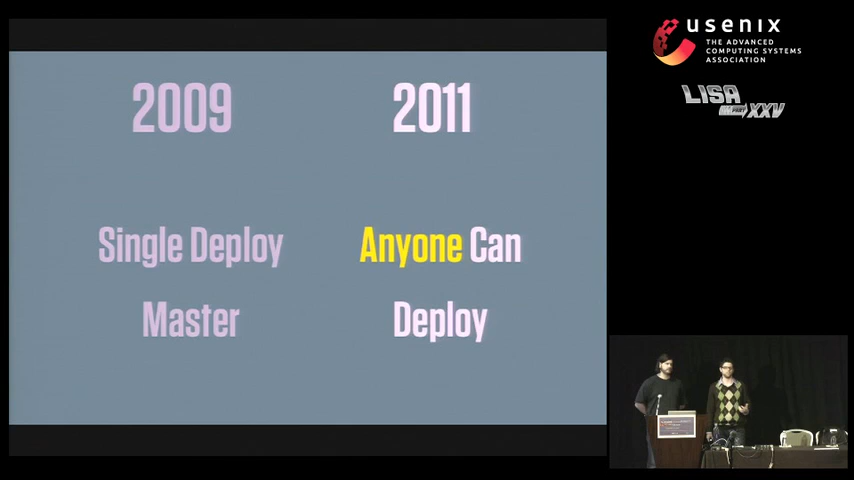 2009
2011
Single Deploy
Master
Anyone Can
Deploy
usenix
THE ADVANCED
COMPUTING SYSTEMS
ASSOCIATION
LISA
XXV